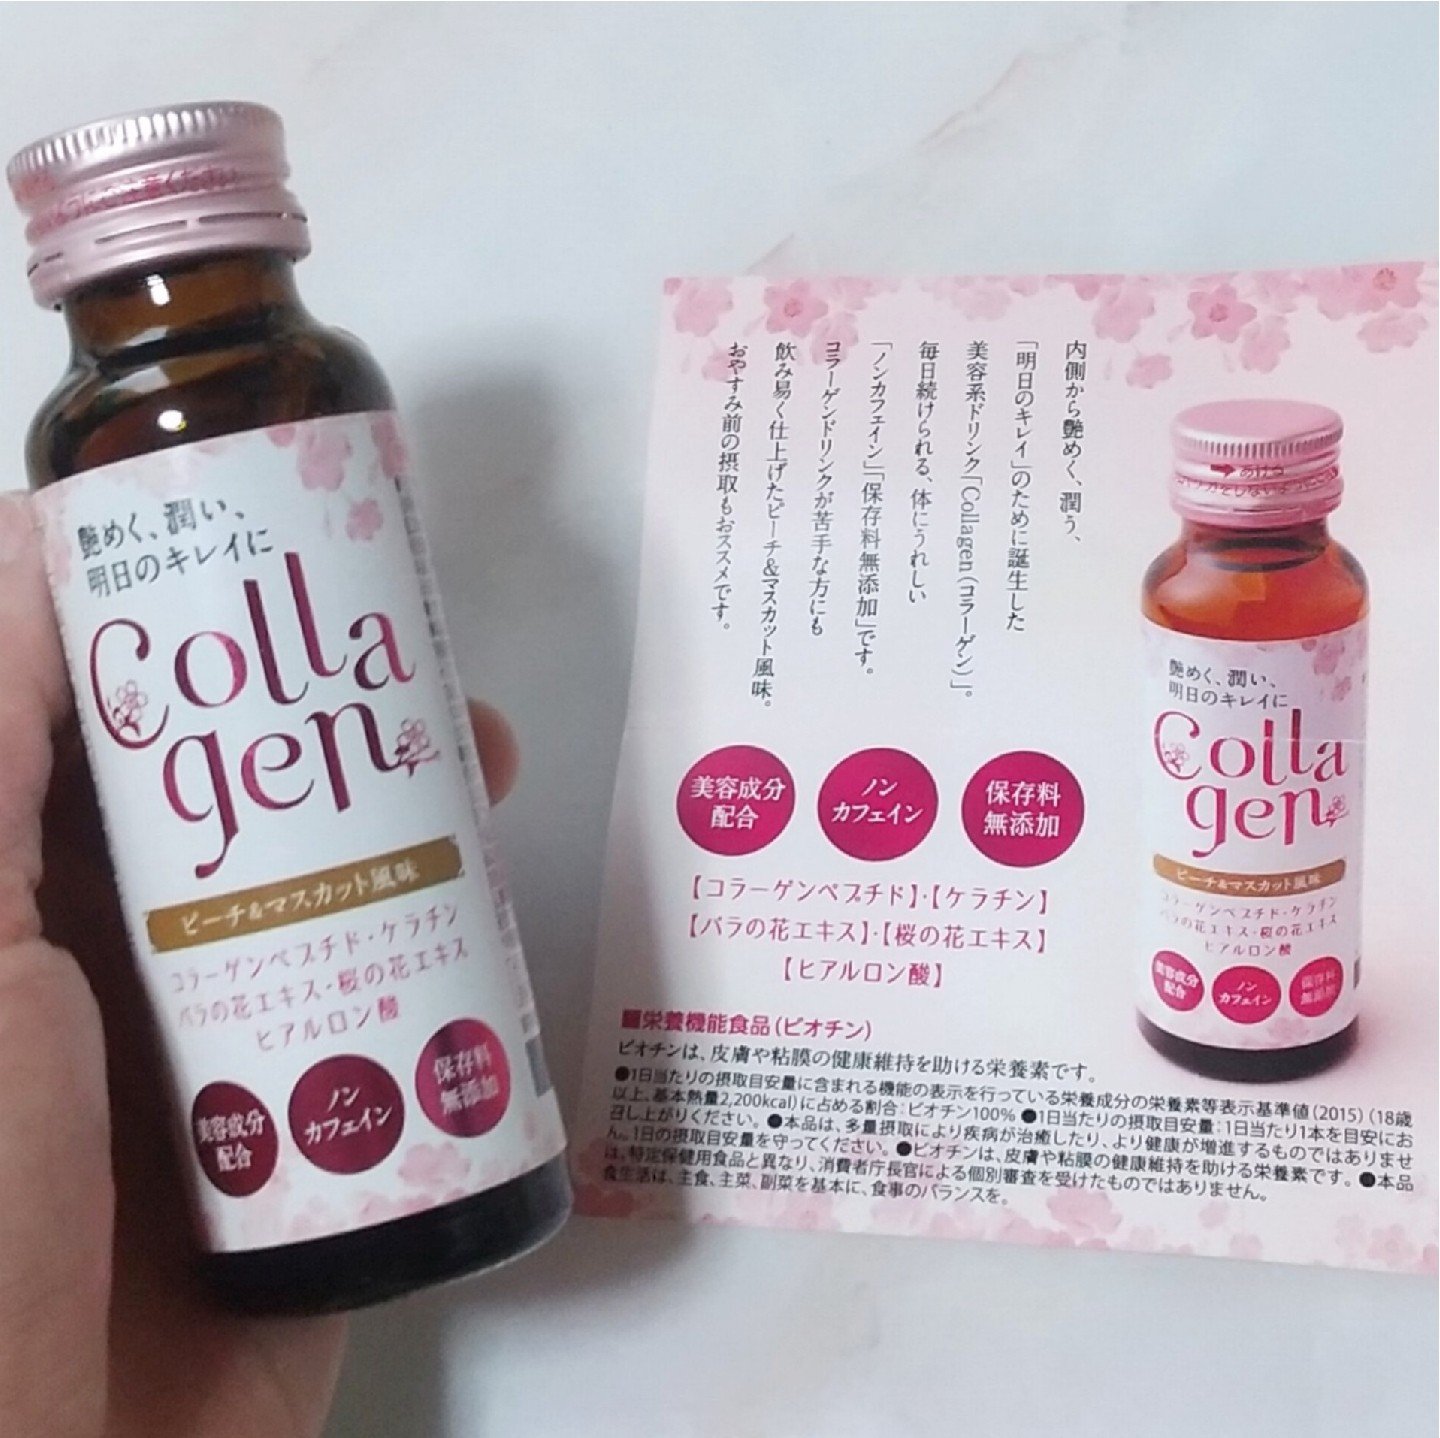 艶めく、潤い、
明日のキレイに
Colla
gen
ピーチ&マスカット風味
コラーゲンペプチド・ケラチン
バラの花エキス・桜の花エキス
ヒアルロン酸
美容成分
配合
ノン
カフェイン
保存料
無添加
内側から艶めく、潤う、
「明日のキレイ」のために誕生した
美容系ドリンク「Collagen(コラーゲン)」。
毎日続けられる、体にうれしい
「ノンカフェイン」「保存料無添加」です。
コラーゲンドリンクが苦手な方にも
飲み易く仕上げたピーチ&マスカット風味。
おやすみ前の摂取もおススメです。
美容成分
配合
ノン
カフェイン
保存料
無添加
【コラーゲンペプチド】・【ケラチン】
【バラの花エキス】・【桜の花エキス】
【ヒアルロン酸】
■栄養機能食品(ビオチン)
ビオチンは、皮膚や粘膜の健康維持を助ける栄養素です。
●1日当たりの摂取目安量に含まれる機能の表示を行っている栄養成分の栄養素等表示基準値(2015)(18歳
以上、基本熱量2,200kcal)に占める割合:ビオチン100% ●1日当たりの摂取目安量:1日当たり1本を目安にお
召し上がりください。●本品は、多量摂取により疾病が治癒したり、より健康が増進するものではありませ
ん。1日の摂取目安量を守ってください。●ビオチンは、皮膚や粘膜の健康維持を助ける栄養素です。●本品
は、特定保健用食品と異なり、消費者庁長官による個別審査を受けたものではありません。
食生活は、主食、主菜、副菜を基本に、食事のバランスを。
➡あける
艶めく、潤い、
明日のキレイに
Colla
gen
ピーチ&マスカット風味
コラーゲンペプチド・ケラチン
バラの花エキス・桜の花エキス
ヒアルロン酸
美容成分
配合
ノン
カフェイン
保存料
無添加